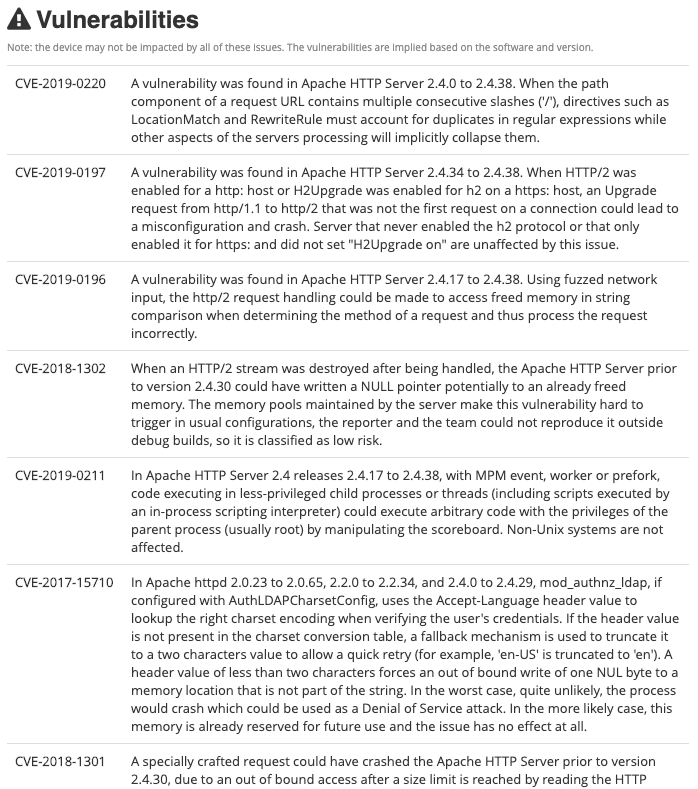 Vulnerabilities
Note: the device may not be impacted by all of these issues. The vulnerabilities are implied based on the software and version.
CVE-2019-0220 A vulnerability was found in Apache HTTP Server 2.4.0 to 2.4.38. When the path
component of a request URL contains multiple consecutive slashes ('/'), directives such as
LocationMatch and RewriteRule must account for duplicates in regular expressions while
other aspects of the servers processing will implicitly collapse them.
CVE-2019-0197 A vulnerability was found in Apache HTTP Server 2.4.34 to 2.4.38. When HTTP/2 was
enabled for a http: host or H2Upgrade was enabled for h2 on a https: host, an Upgrade
request from http/1.1 to http/2 that was not the first request on a connection could lead to
a misconfiguration and crash. Server that never enabled the h2 protocol or that only
enabled it for https: and did not set "H2Upgrade on" are unaffected by this issue.
CVE-2019-0196 A vulnerability was found in Apache HTTP Server 2.4.17 to 2.4.38. Using fuzzed network
input, the http/2 request handling could be made to access freed memory in string
comparison when determining the method of a request and thus process the request
incorrectly.
CVE-2018-1302 When an HTTP/2 stream was destroyed after being handled, the Apache HTTP Server prior
to version 2.4.30 could have written a NULL pointer potentially to an already freed
memory. The memory pools maintained by the server make this vulnerability hard to
trigger in usual configurations, the reporter and the team could not reproduce it outside
debug builds, so it is classified as low risk.
CVE-2019-0211 In Apache HTTP Server 2.4 releases 2.4.17 to 2.4.38, with MPM event, worker or prefork,
code executing in less-privileged child processes or threads (including scripts executed by
an in-process scripting interpreter) could execute arbitrary code with the privileges of the
parent process (usually root) by manipulating the scoreboard. Non-Unix systems are not
affected.
CVE-2017-15710 In Apache httpd 2.0.23 to 2.0.65, 2.2.0 to 2.2.34, and 2.4.0 to 2.4.29, mod_authnz_ldap, if
configured with AuthLDAPCharsetConfig, uses the Accept-Language header value to
lookup the right charset encoding when verifying the user's credentials. If the header value
is not present in the charset conversion table, a fallback mechanism is used to truncate it
to a two characters value to allow a quick retry (for example, 'en-US' is truncated to 'en'). A
header value of less than two characters forces an out of bound write of one NUL byte to a
memory location that is not part of the string. In the worst case, quite unlikely, the process
would crash which could be used as a Denial of Service attack. In the more likely case, this
memory is already reserved for future use and the issue has no effect at all.
CVE-2018-1301 A specially crafted request could have crashed the Apache HTTP Server prior to version
2.4.30, due to an out of bound access after a size limit is reached by reading the HTTP